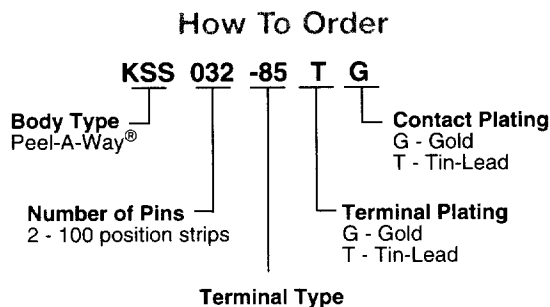 How To Order
KSS 032 -85 T G
Body Type
Peel-A-Way®
Contact Plating
G - Gold
T - Tin-Lead
Number of Pins
2 - 100 position strips
Terminal Plating
G - Gold
T - Tin-Lead
Terminal Type